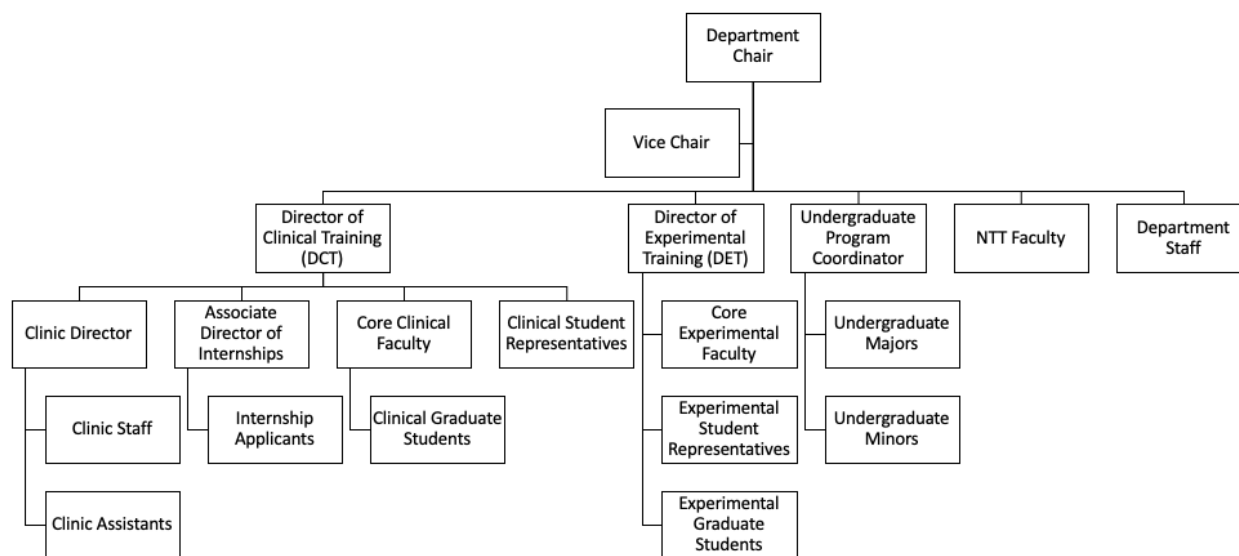 Department
Chair
Vice Chair
Director of
Clinical Training
(DCT)
Director of
Experimental
Training (DET)
Undergraduate
Program
Coordinator
NTT Faculty
Department
Staff
Clinic Director
Associate
Director of
Internships
Core Clinical
Faculty
Clinical Student
Representatives
Core
Experimental
Faculty
Undergraduate
Majors
Clinic Staff
Internship
Applicants
Clinical Graduate
Students
Experimental
Student
Representatives
Undergraduate
Minors
Clinic Assistants
Experimental
Graduate
Students